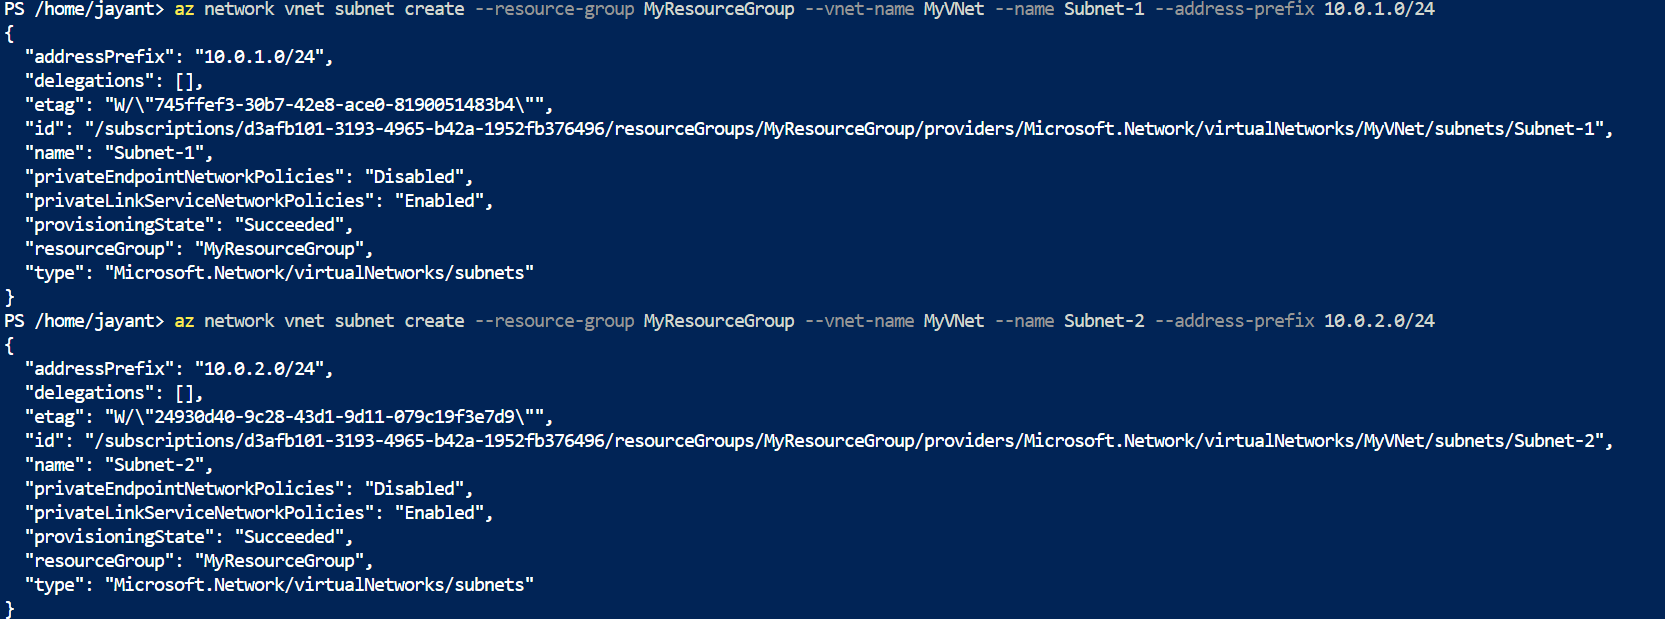 PS /home/jayant> az network vnet subnet create --resource-group MyResourceGroup --vnet-name MyVNet --name Subnet-1 --address-prefix 10.0.1.0/24
{
  "addressPrefix": "10.0.1.0/24",
  "delegations": [],
  "etag": "W/\"745ffef3-30b7-42e8-ace0-8190051483b4\"",
  "id": "/subscriptions/d3afb101-3193-4965-b42a-1952fb376496/resourceGroups/MyResourceGroup/providers/Microsoft.Network/virtualNetworks/MyVNet/subnets/Subnet-1",
  "name": "Subnet-1",
  "privateEndpointNetworkPolicies": "Disabled",
  "privateLinkServiceNetworkPolicies": "Enabled",
  "provisioningState": "Succeeded",
  "resourceGroup": "MyResourceGroup",
  "type": "Microsoft.Network/virtualNetworks/subnets"
}
PS /home/jayant> az network vnet subnet create --resource-group MyResourceGroup --vnet-name MyVNet --name Subnet-2 --address-prefix 10.0.2.0/24
{
  "addressPrefix": "10.0.2.0/24",
  "delegations": [],
  "etag": "W/\"24930d40-9c28-43d1-9d11-079c19f3e7d9\"",
  "id": "/subscriptions/d3afb101-3193-4965-b42a-1952fb376496/resourceGroups/MyResourceGroup/providers/Microsoft.Network/virtualNetworks/MyVNet/subnets/Subnet-2",
  "name": "Subnet-2",
  "privateEndpointNetworkPolicies": "Disabled",
  "privateLinkServiceNetworkPolicies": "Enabled",
  "provisioningState": "Succeeded",
  "resourceGroup": "MyResourceGroup",
  "type": "Microsoft.Network/virtualNetworks/subnets"
}